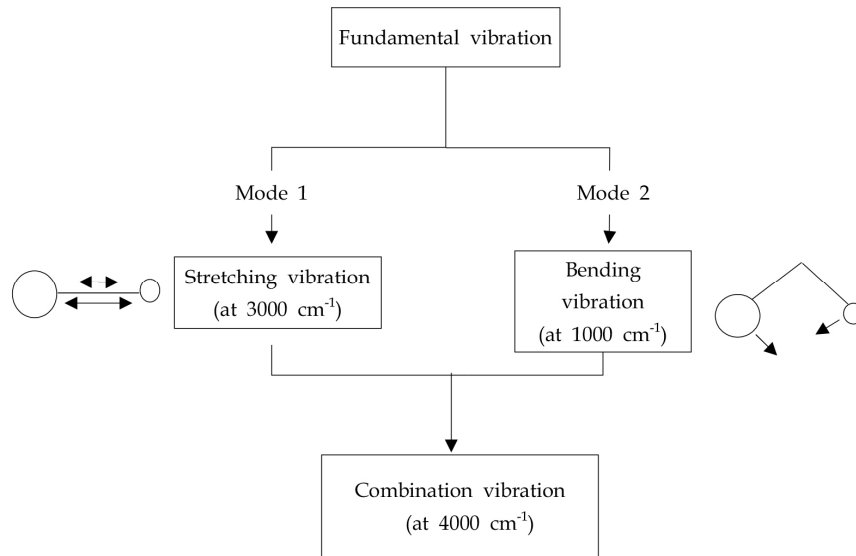 Fundamental vibration
Mode 1
Mode 2
Stretching vibration
(at 3000 cm⁻¹)
Bending
vibration
(at 1000 cm⁻¹)
Combination vibration
(at 4000 cm⁻¹)